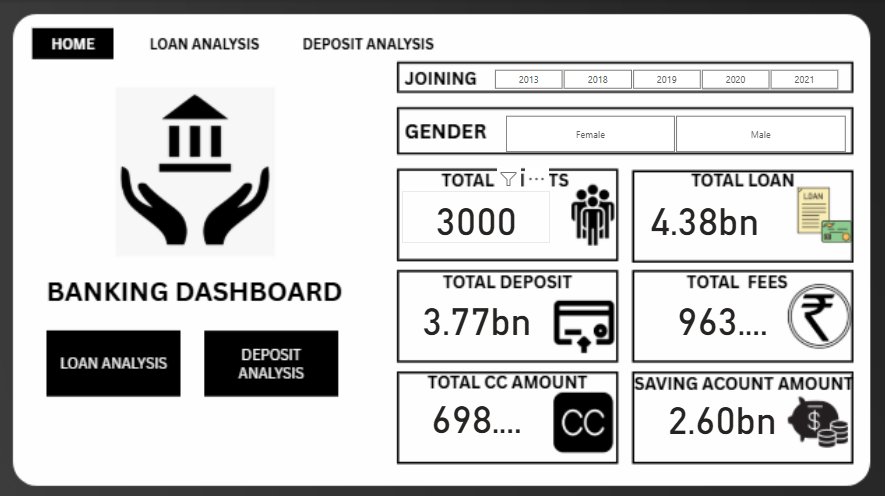 HOME LOAN ANALYSIS DEPOSIT ANALYSIS
JOINING 2013 2018 2019 2020 2021
GENDER Female Male
BANKING DASHBOARD
LOAN ANALYSIS
DEPOSIT
ANALYSIS
TOTAL TS
3000
TOTAL LOAN
4.38bn
LOAN
TOTAL DEPOSIT
3.77bn
TOTAL FEES
963....
₹
TOTAL CC AMOUNT
698....
CC
SAVING ACOUNT AMOUNT
2.60bn
$